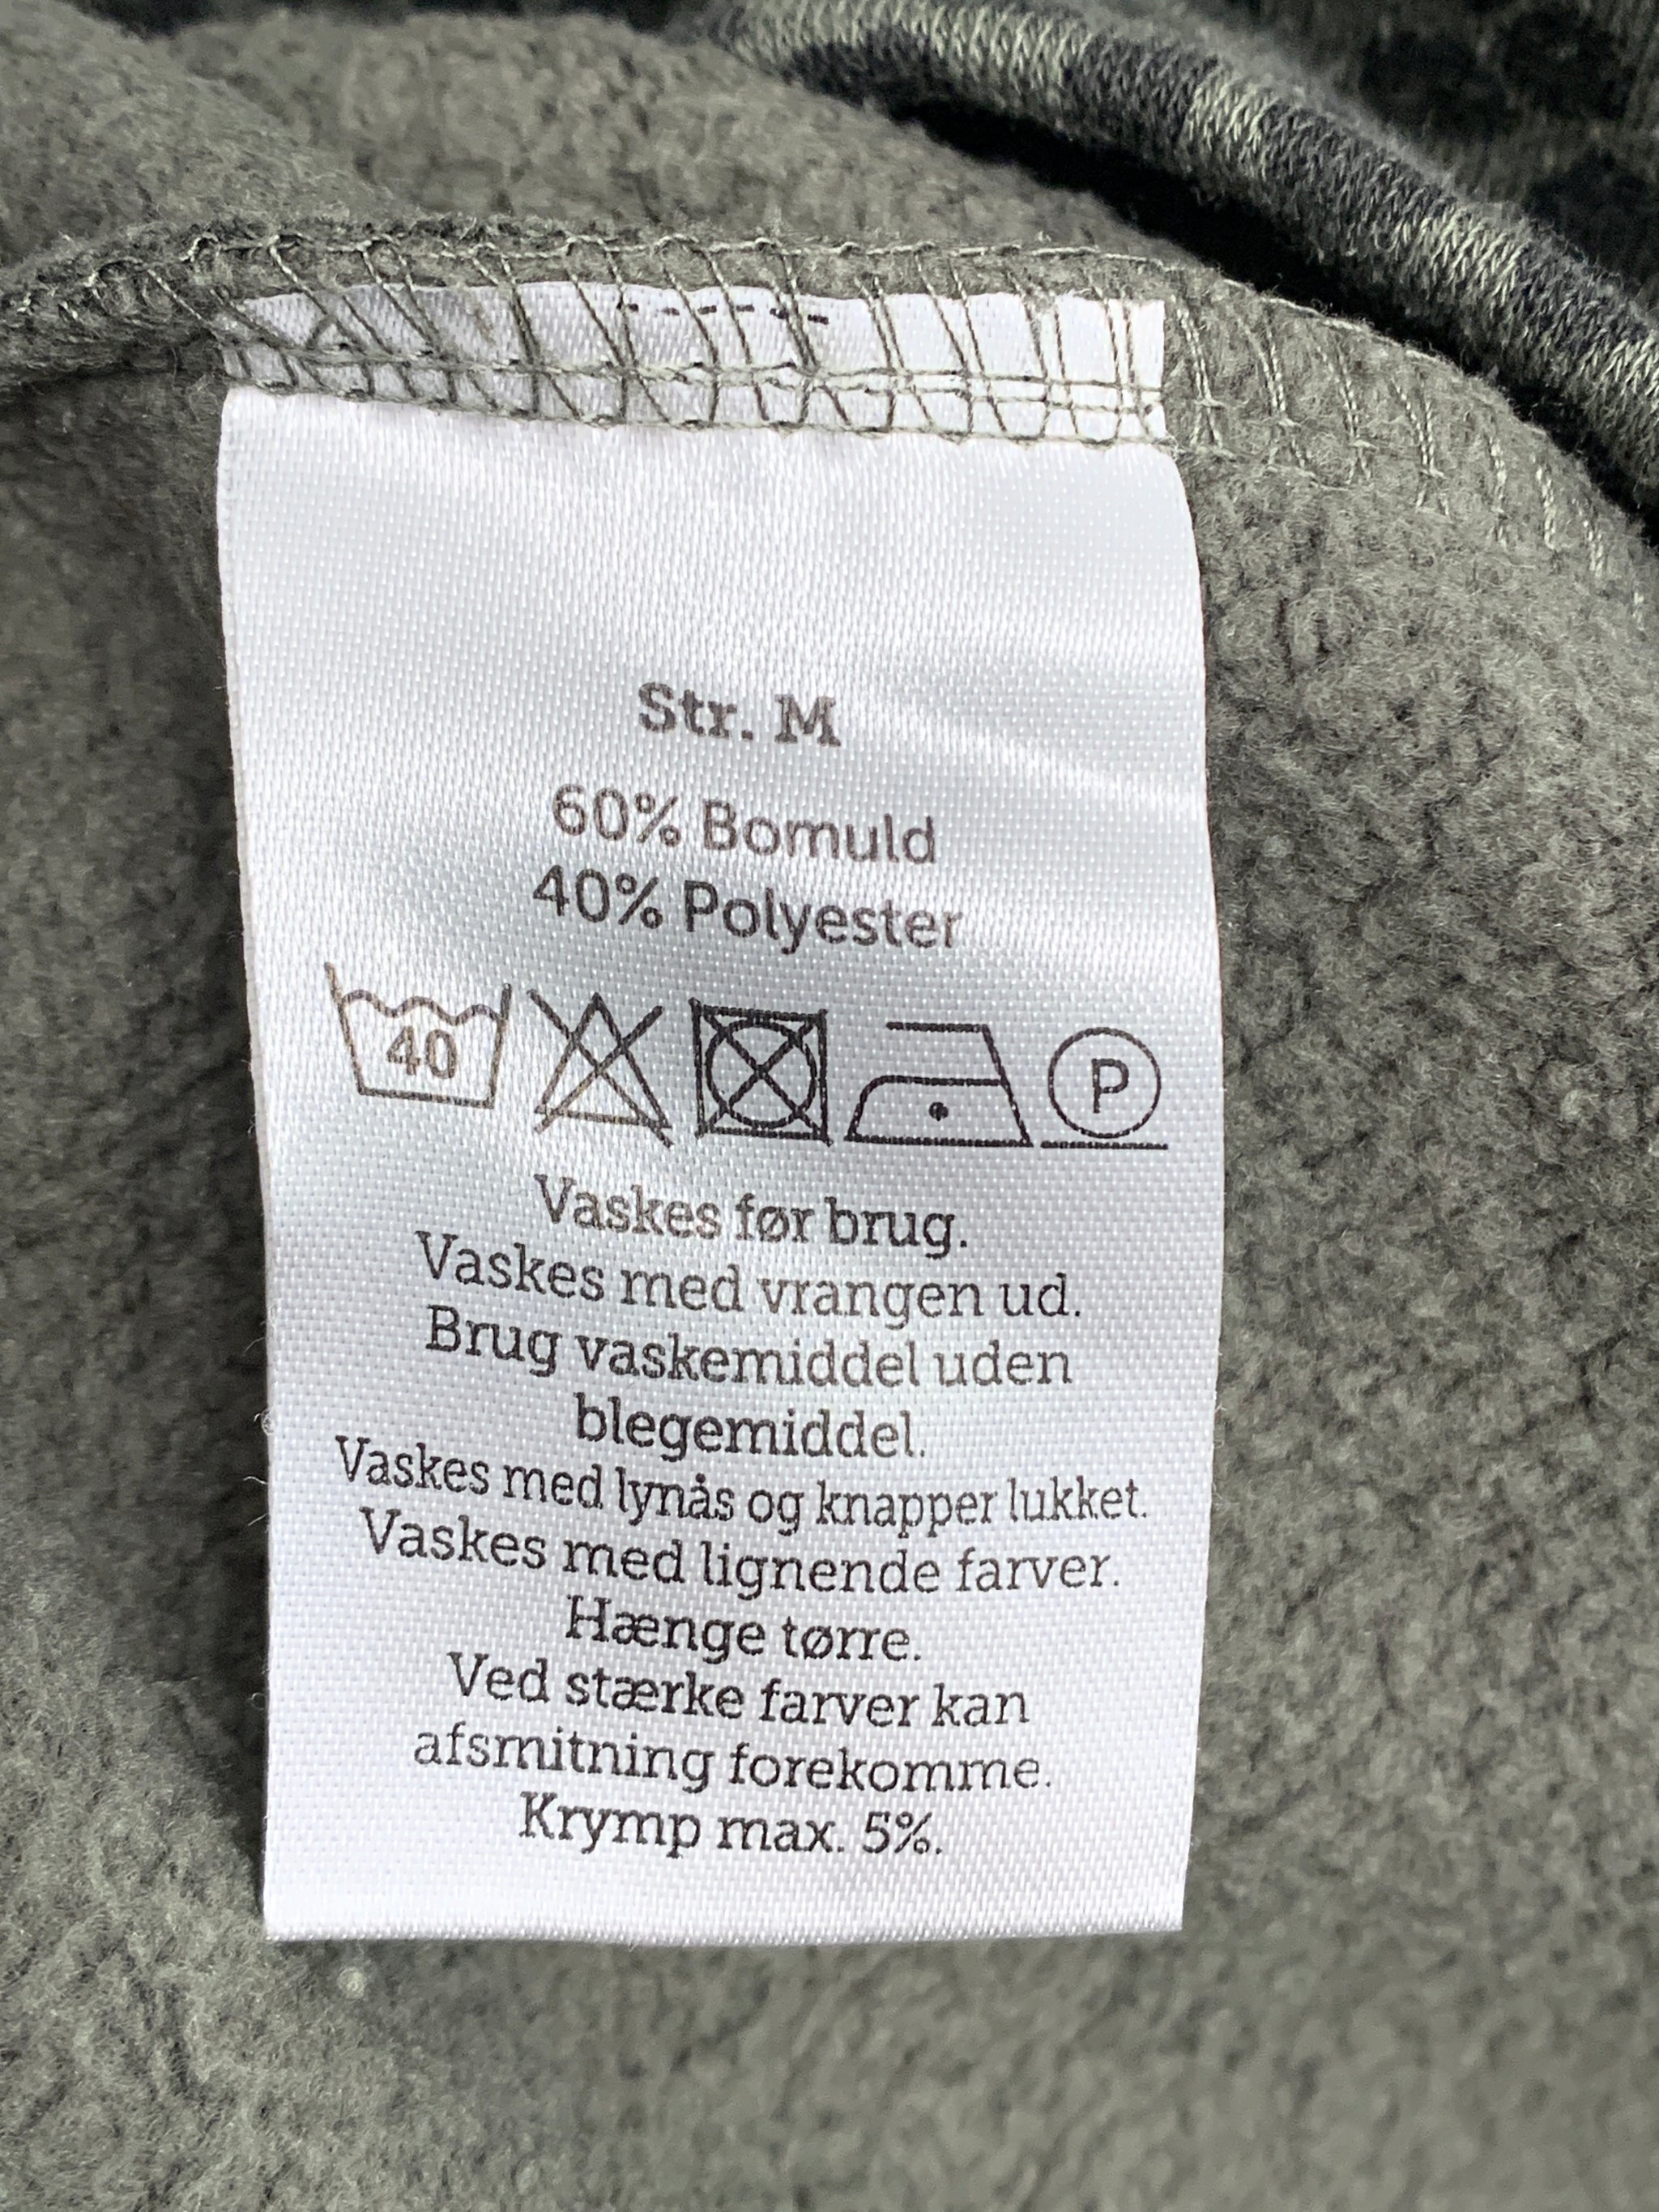 Str. M
60% Bomuld
40% Polyester
40 P
Vaskes før brug.
Vaskes med vrangen ud.
Brug vaskemiddel uden
blegemiddel.
Vaskes med lynås og knapper lukket.
Vaskes med lignende farver.
Hænge tørre.
Ved stærke farver kan
afsmitning forekomme.
Krymp max. 5%.